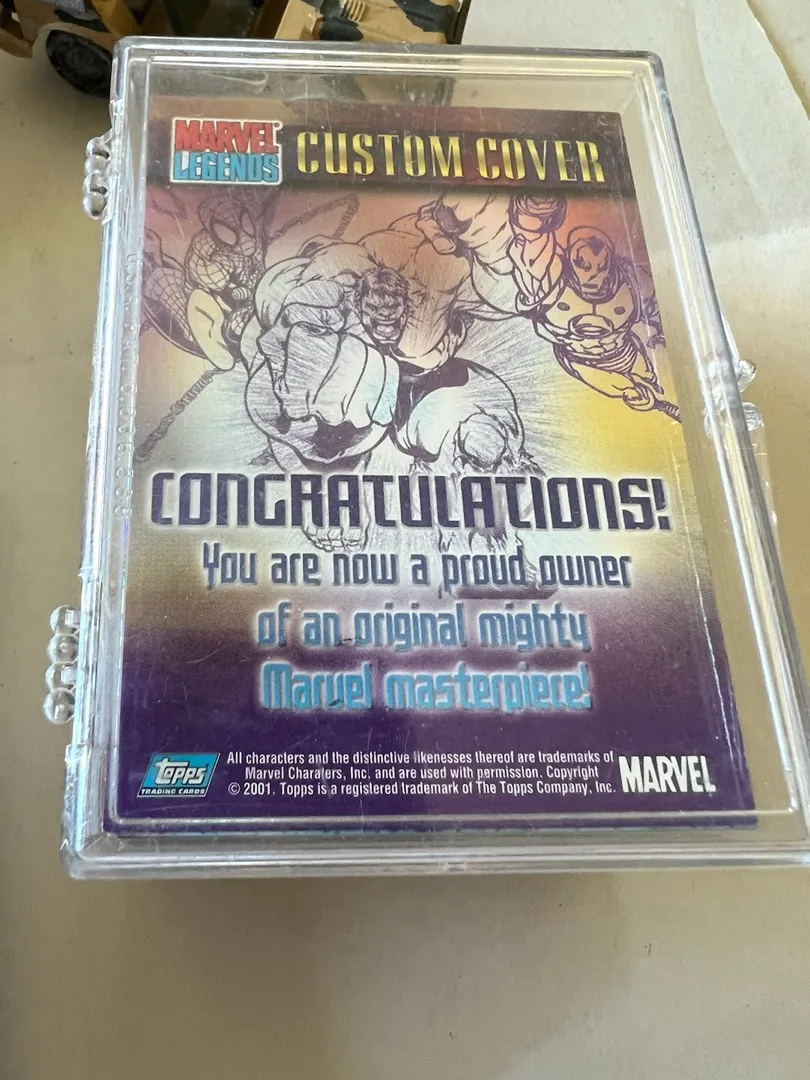 MARVEL®
LEGENDS
CUSTOM COVER
CONGRATULATIONS!
You are now a proud owner
of an original mighty
Marvel masterpiece!
topps
TRADING CARDS
All characters and the distinctive likenesses thereof are trademarks of
Marvel Charaters, Inc. and are used with permission. Copyright
© 2001. Topps is a registered trademark of The Topps Company, Inc.
MARVEL